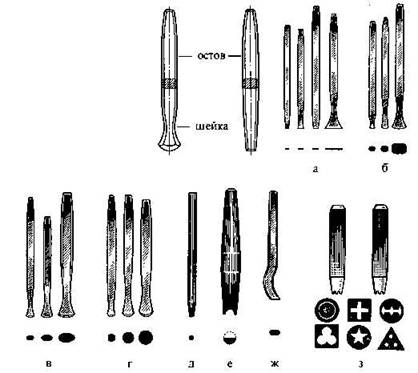 остов
шейка
а б
в г д е ж з